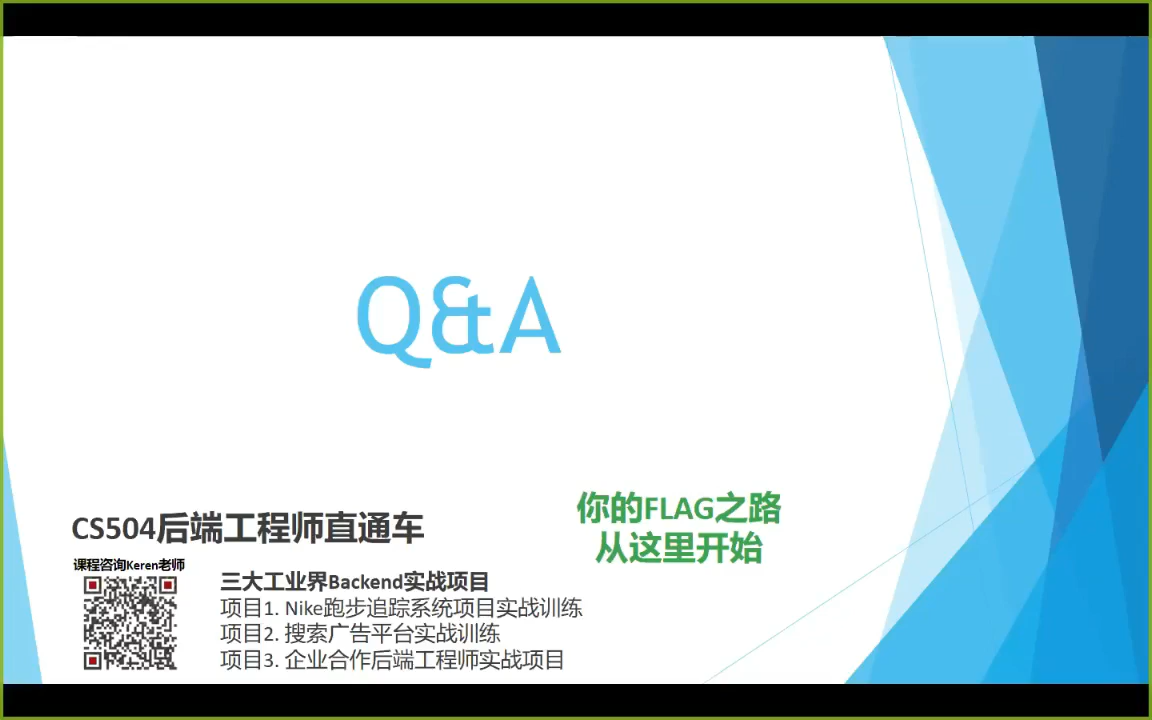 Q&A
CS504后端工程师直通车
你的FLAG之路
从这里开始
课程咨询Keren老师
三大工业界Backend实战项目
项目1. Nike跑步追踪系统项目实战训练
项目2. 搜索广告平台实战训练
项目3. 企业合作后端工程师实战项目